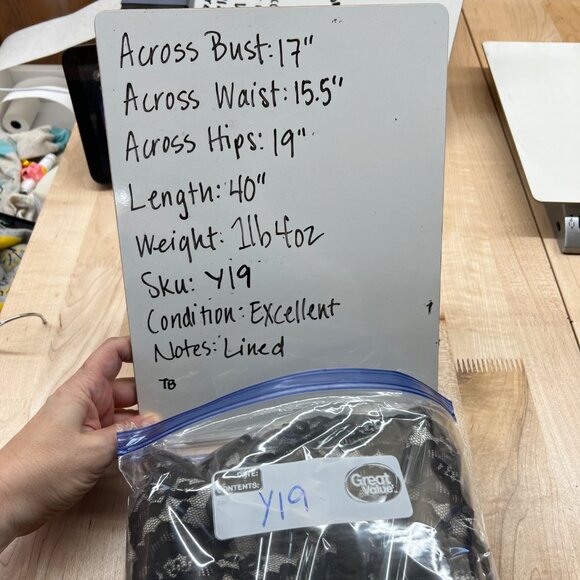 Across Bust: 17"
Across Waist: 15.5"
Across Hips: 19"
Length: 40"
Weight: 1lb 4oz
Sku: Y19
Condition: Excellent
Notes: Lined
TB
DATE:
CONTENTS:
Y19
Great Value